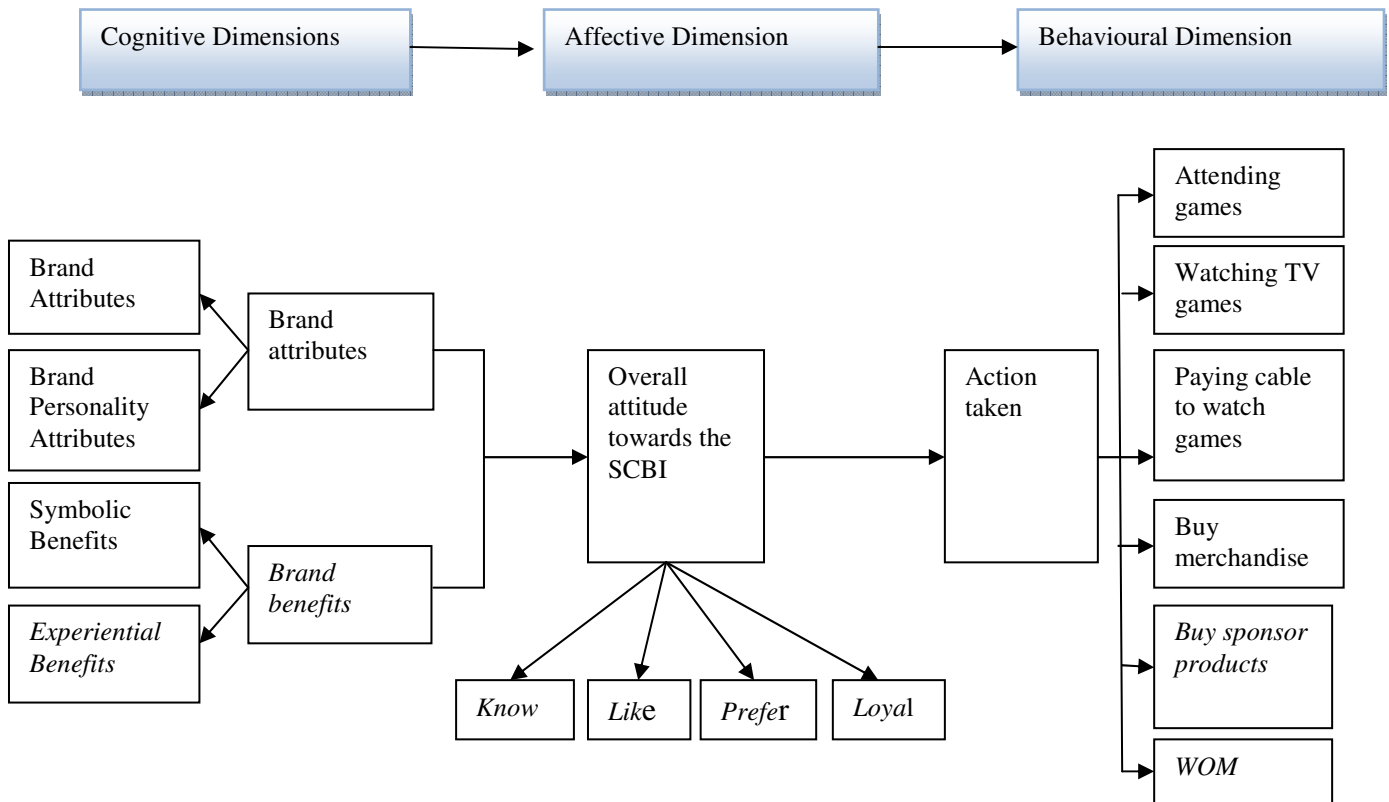 Cognitive Dimensions
Affective Dimension
Behavioural Dimension
Brand
Attributes
Brand
Personality
Attributes
Symbolic
Benefits
Experiential
Benefits
Brand
attributes
Brand
benefits
Overall
attitude
towards the
SCBI
Know
Like
Prefer
Loyal
Action
taken
Attending
games
Watching TV
games
Paying cable
to watch
games
Buy
merchandise
Buy sponsor
products
WOM